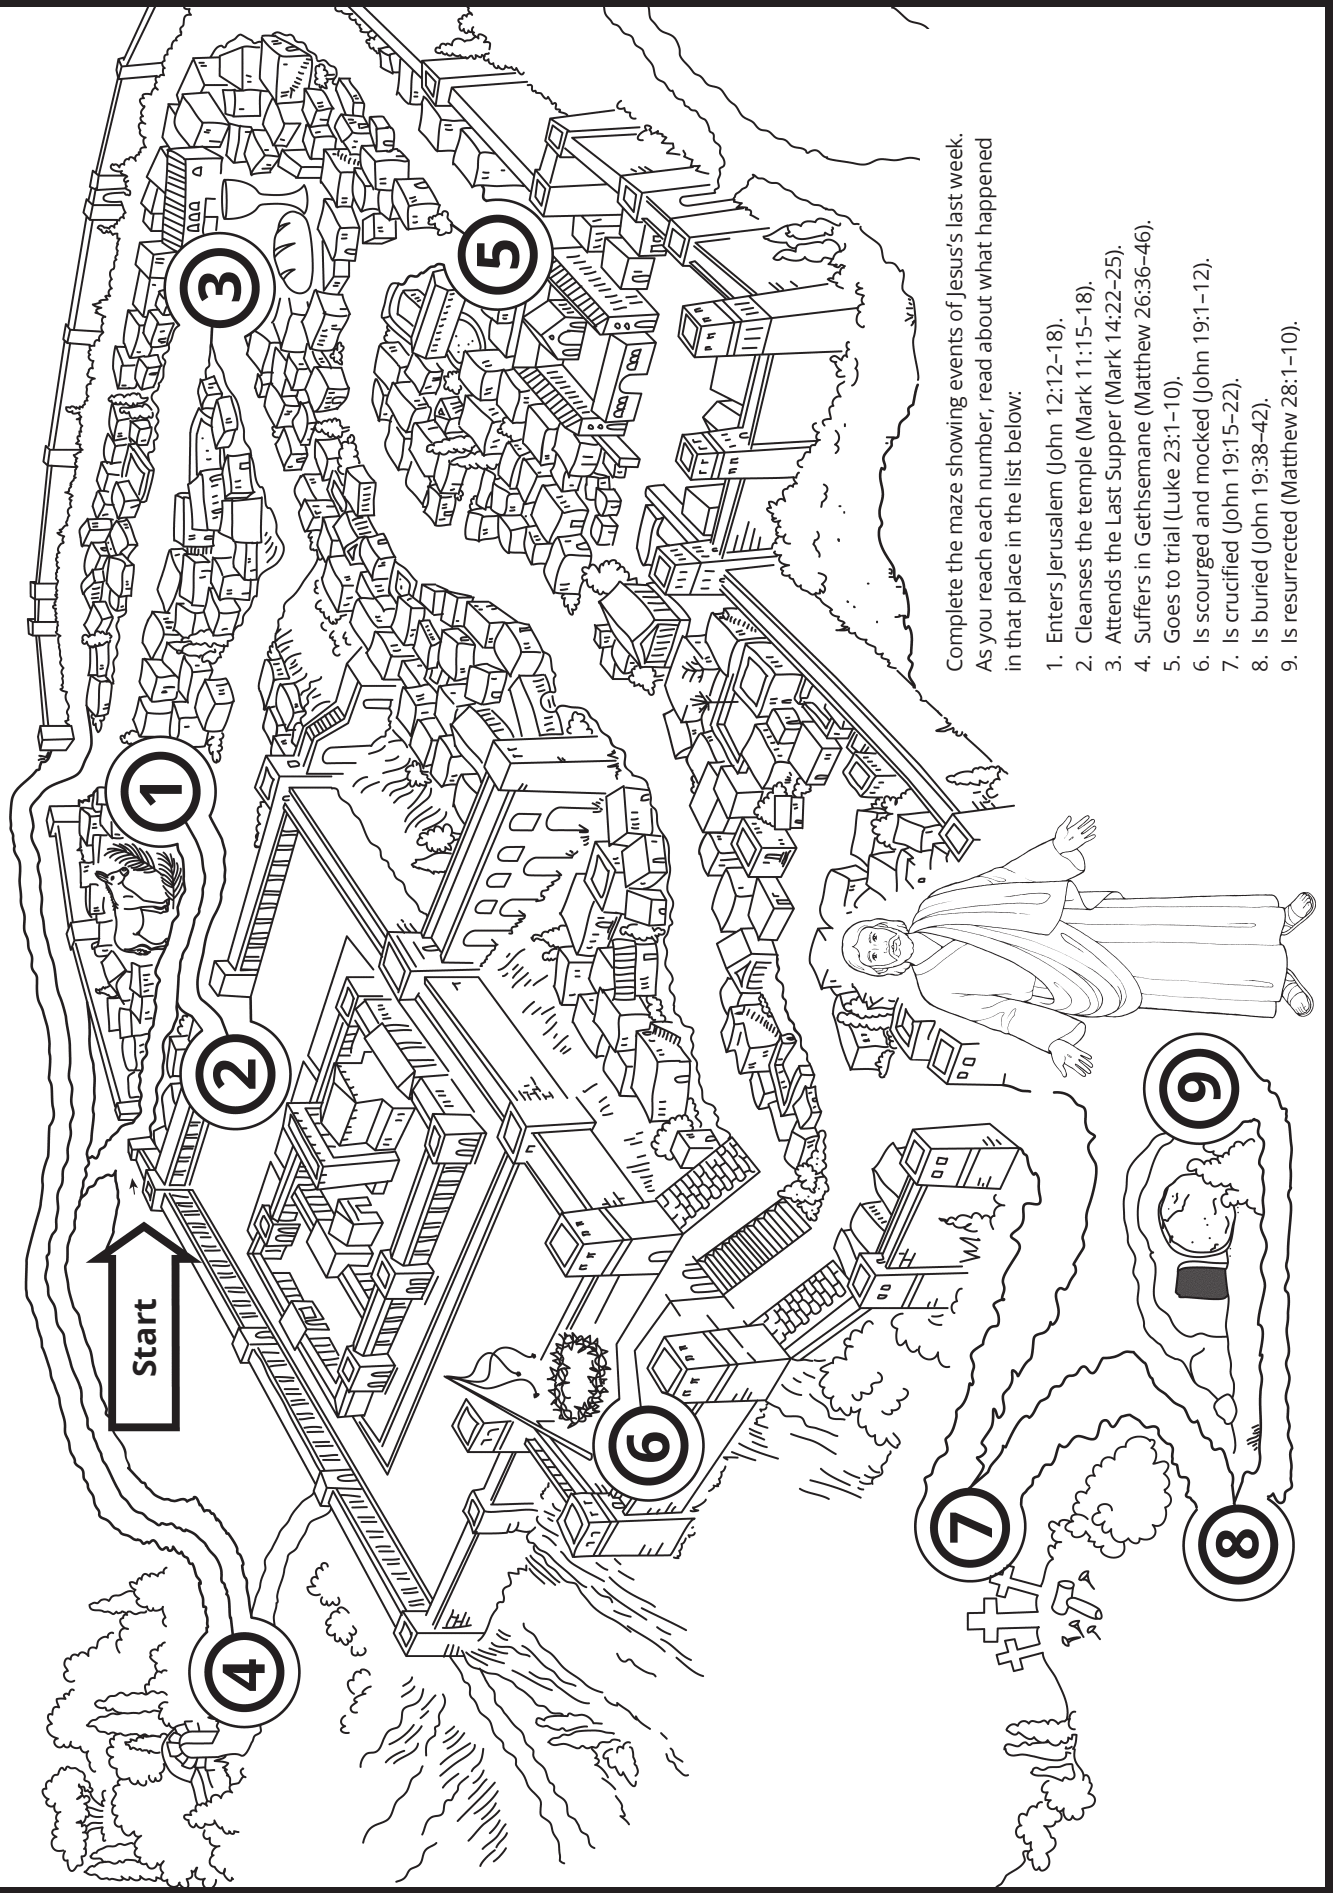 Start
1
2
3
4
5
6
7
8
9
Complete the maze showing events of Jesus's last week.
As you reach each number, read about what happened
in that place in the list below:
1. Enters Jerusalem (John 12:12–18).
2. Cleanses the temple (Mark 11:15–18).
3. Attends the Last Supper (Mark 14:22–25).
4. Suffers in Gethsemane (Matthew 26:36–46).
5. Goes to trial (Luke 23:1–10).
6. Is scourged and mocked (John 19:1–12).
7. Is crucified (John 19:15–22).
8. Is buried (John 19:38–42).
9. Is resurrected (Matthew 28:1–10).